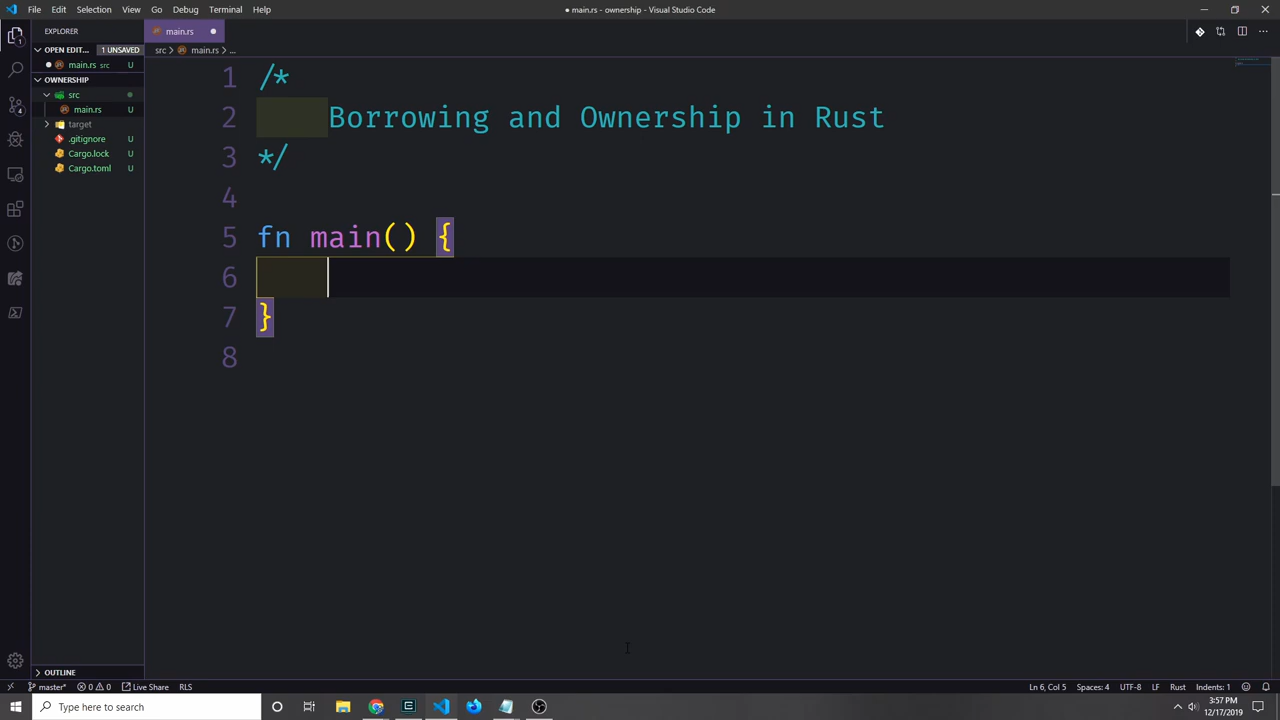 File Edit Selection View Go Debug Terminal Help
● main.rs - ownership - Visual Studio Code
EXPLORER
main.rs
OPEN EDIT... 1 UNSAVED
src > main.rs > ...
main.rs src U
OWNERSHIP
src
main.rs U
target
.gitignore U
Cargo.lock U
Cargo.toml U
1 /*
2 Borrowing and Ownership in Rust
3 */
4
5 fn main() {
6
7 }
8
OUTLINE
master* 0 0 Live Share RLS
Ln 6, Col 5 Spaces: 4 UTF-8 LF Rust Indents: 1
Type here to search
3:57 PM
12/17/2019